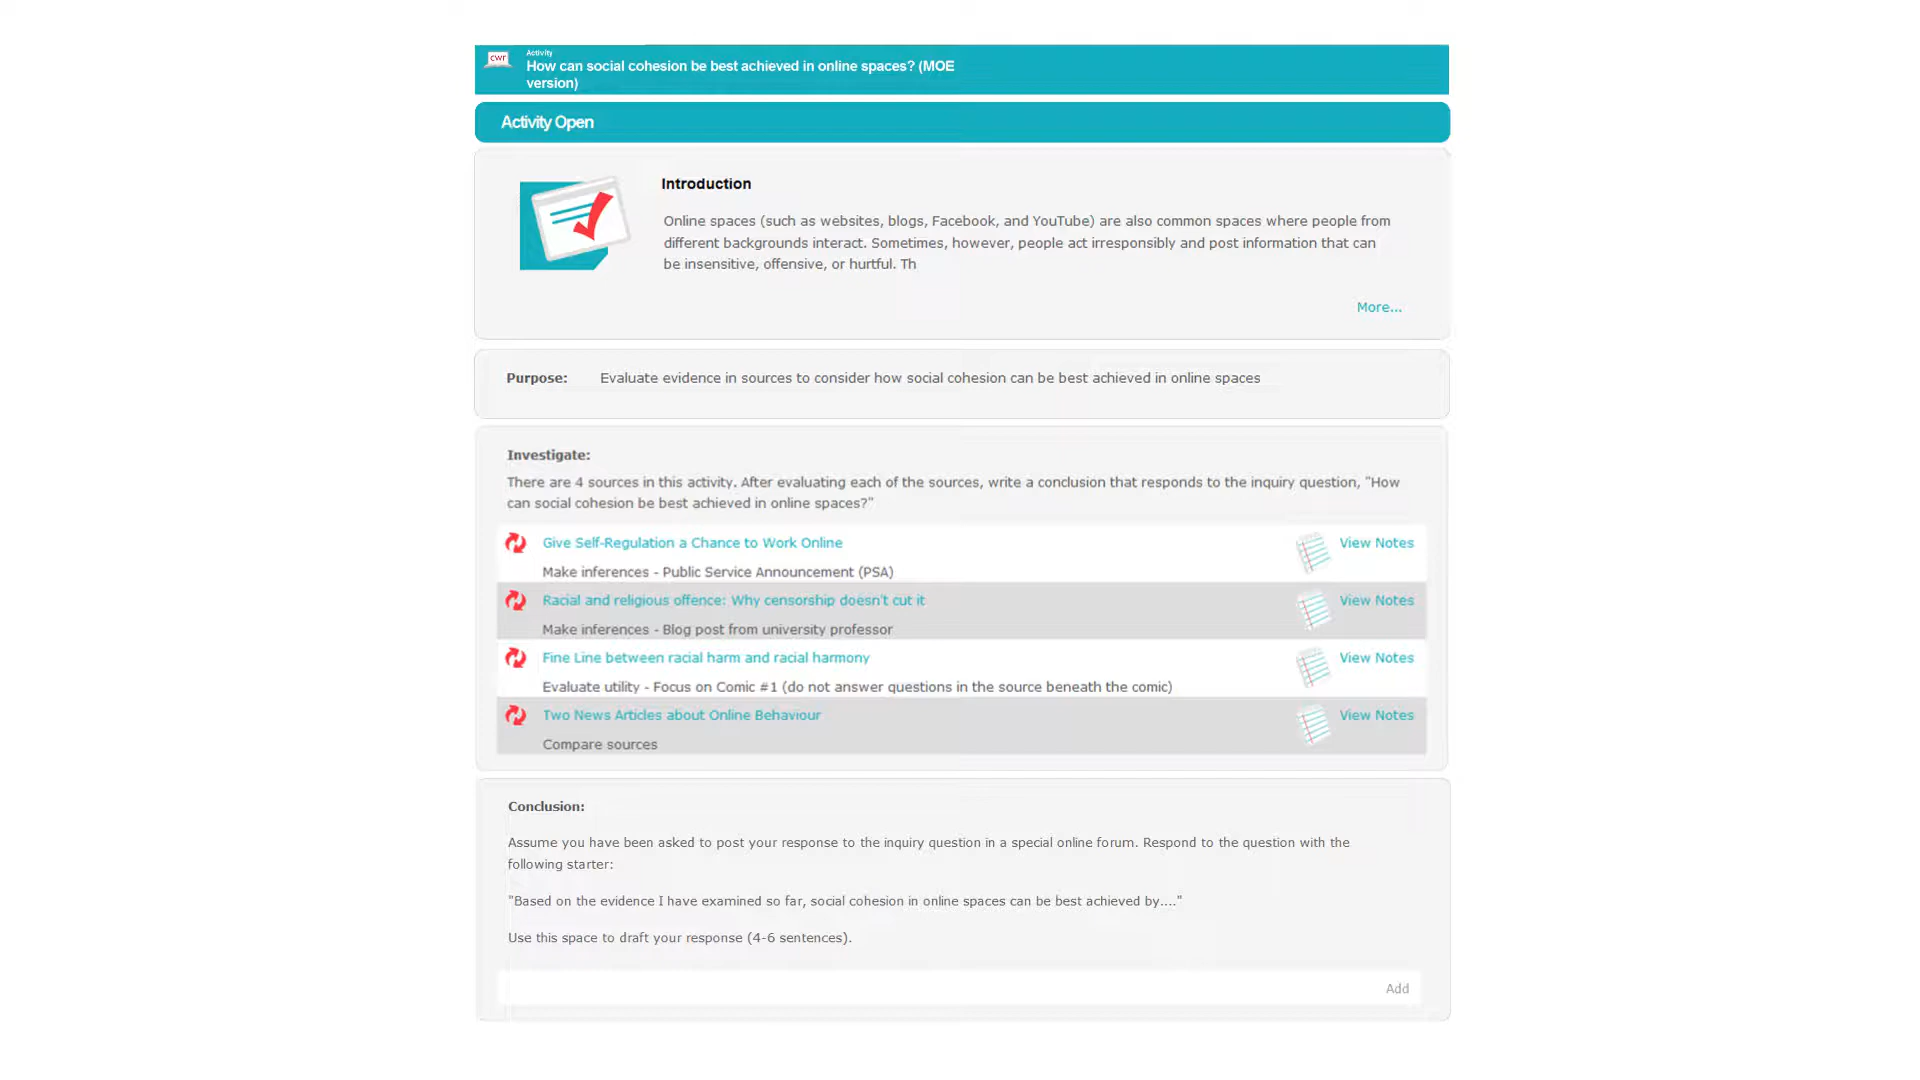 cwr
Activity
How can social cohesion be best achieved in online spaces? (MOE
version)
Activity Open
Introduction
Online spaces (such as websites, blogs, Facebook, and YouTube) are also common spaces where people from
different backgrounds interact. Sometimes, however, people act irresponsibly and post information that can
be insensitive, offensive, or hurtful. Th
More...
Purpose: Evaluate evidence in sources to consider how social cohesion can be best achieved in online spaces
Investigate:
There are 4 sources in this activity. After evaluating each of the sources, write a conclusion that responds to the inquiry question, "How
can social cohesion be best achieved in online spaces?"
Give Self-Regulation a Chance to Work Online View Notes
Make inferences - Public Service Announcement (PSA)
Racial and religious offence: Why censorship doesn't cut it View Notes
Make inferences - Blog post from university professor
Fine Line between racial harm and racial harmony View Notes
Evaluate utility - Focus on Comic #1 (do not answer questions in the source beneath the comic)
Two News Articles about Online Behaviour View Notes
Compare sources
Conclusion:
Assume you have been asked to post your response to the inquiry question in a special online forum. Respond to the question with the
following starter:
"Based on the evidence I have examined so far, social cohesion in online spaces can be best achieved by...."
Use this space to draft your response (4-6 sentences).
Add